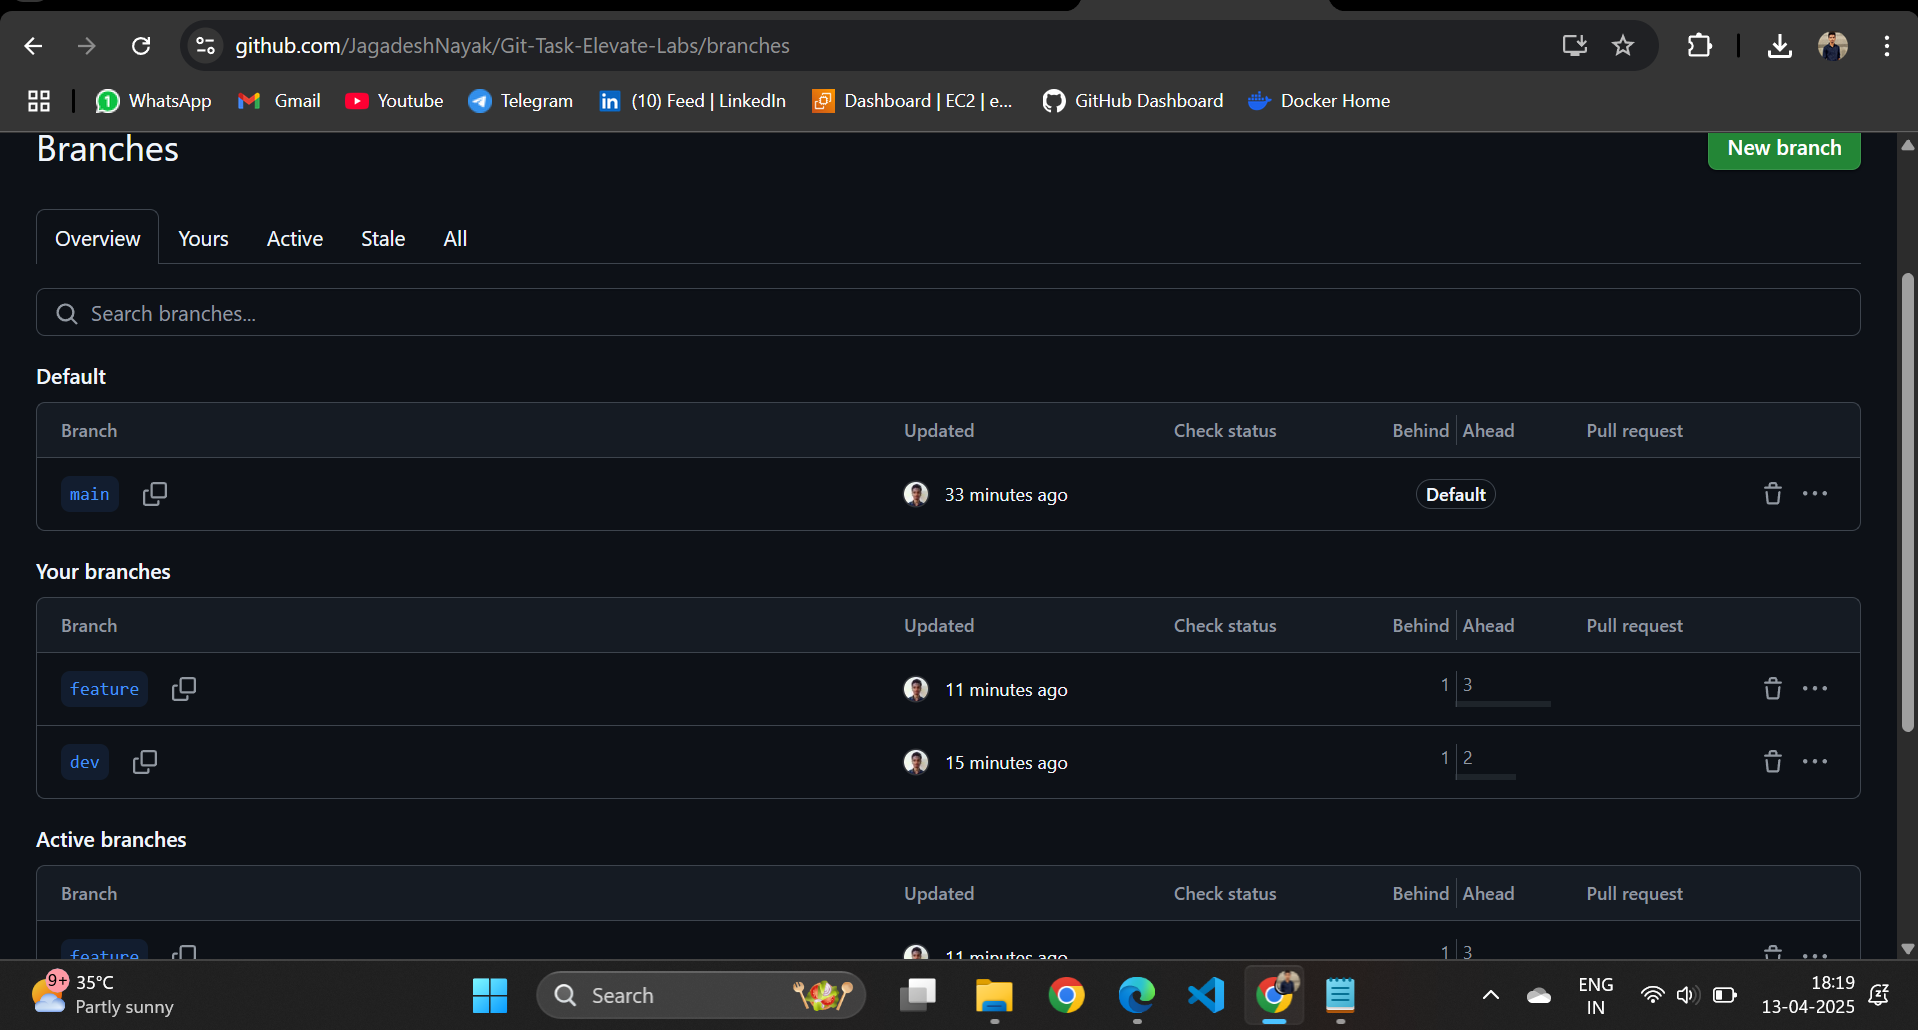 github.com/JagadeshNayak/Git-Task-Elevate-Labs/branches
1 WhatsApp Gmail Youtube Telegram in (10) Feed | LinkedIn Dashboard | EC2 | e... GitHub Dashboard Docker Home
Branches
New branch
Overview Yours Active Stale All
Search branches...
Default
Branch Updated Check status Behind Ahead Pull request
main 33 minutes ago Default
Your branches
Branch Updated Check status Behind Ahead Pull request
feature 11 minutes ago 1 3
dev 15 minutes ago 1 2
Active branches
Branch Updated Check status Behind Ahead Pull request
feature 11 minutes ago 1 3
9+ 35°C
Partly sunny
Search
ENG
IN
18:19
13-04-2025